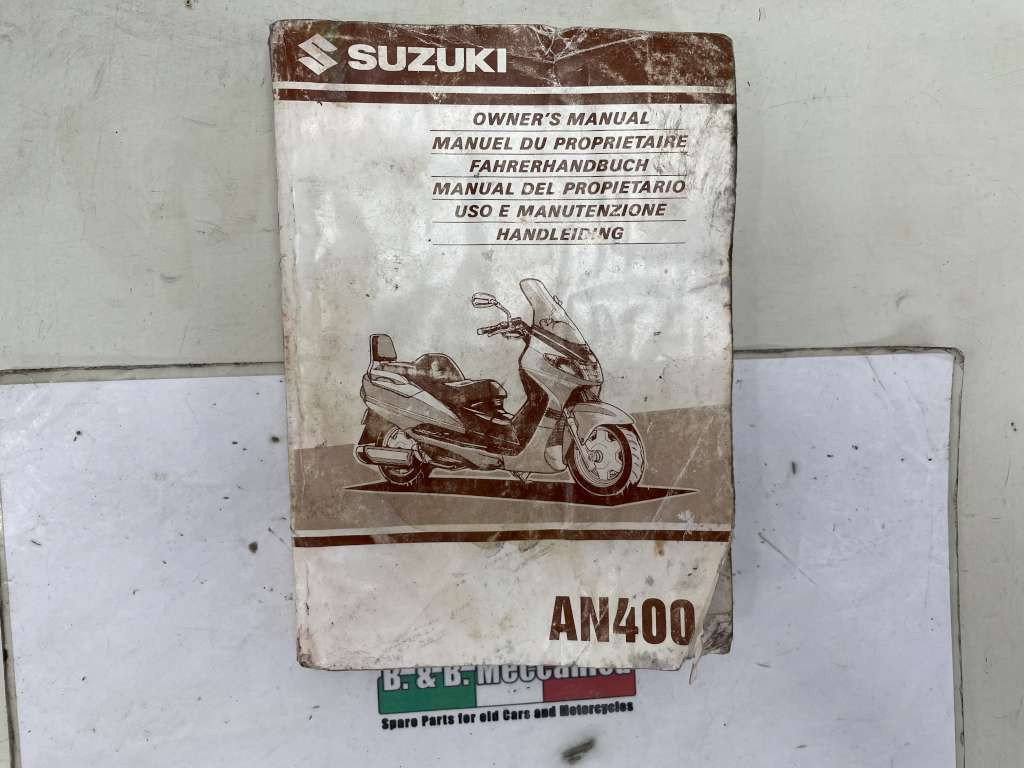 SUZUKI
OWNER'S MANUAL
MANUEL DU PROPRIETAIRE
FAHRERHANDBUCH
MANUAL DEL PROPIETARIO
USO E MANUTENZIONE
HANDLEIDING
AN400
B. & B. Meccanica
Spare Parts for old Cars and Motorcycles